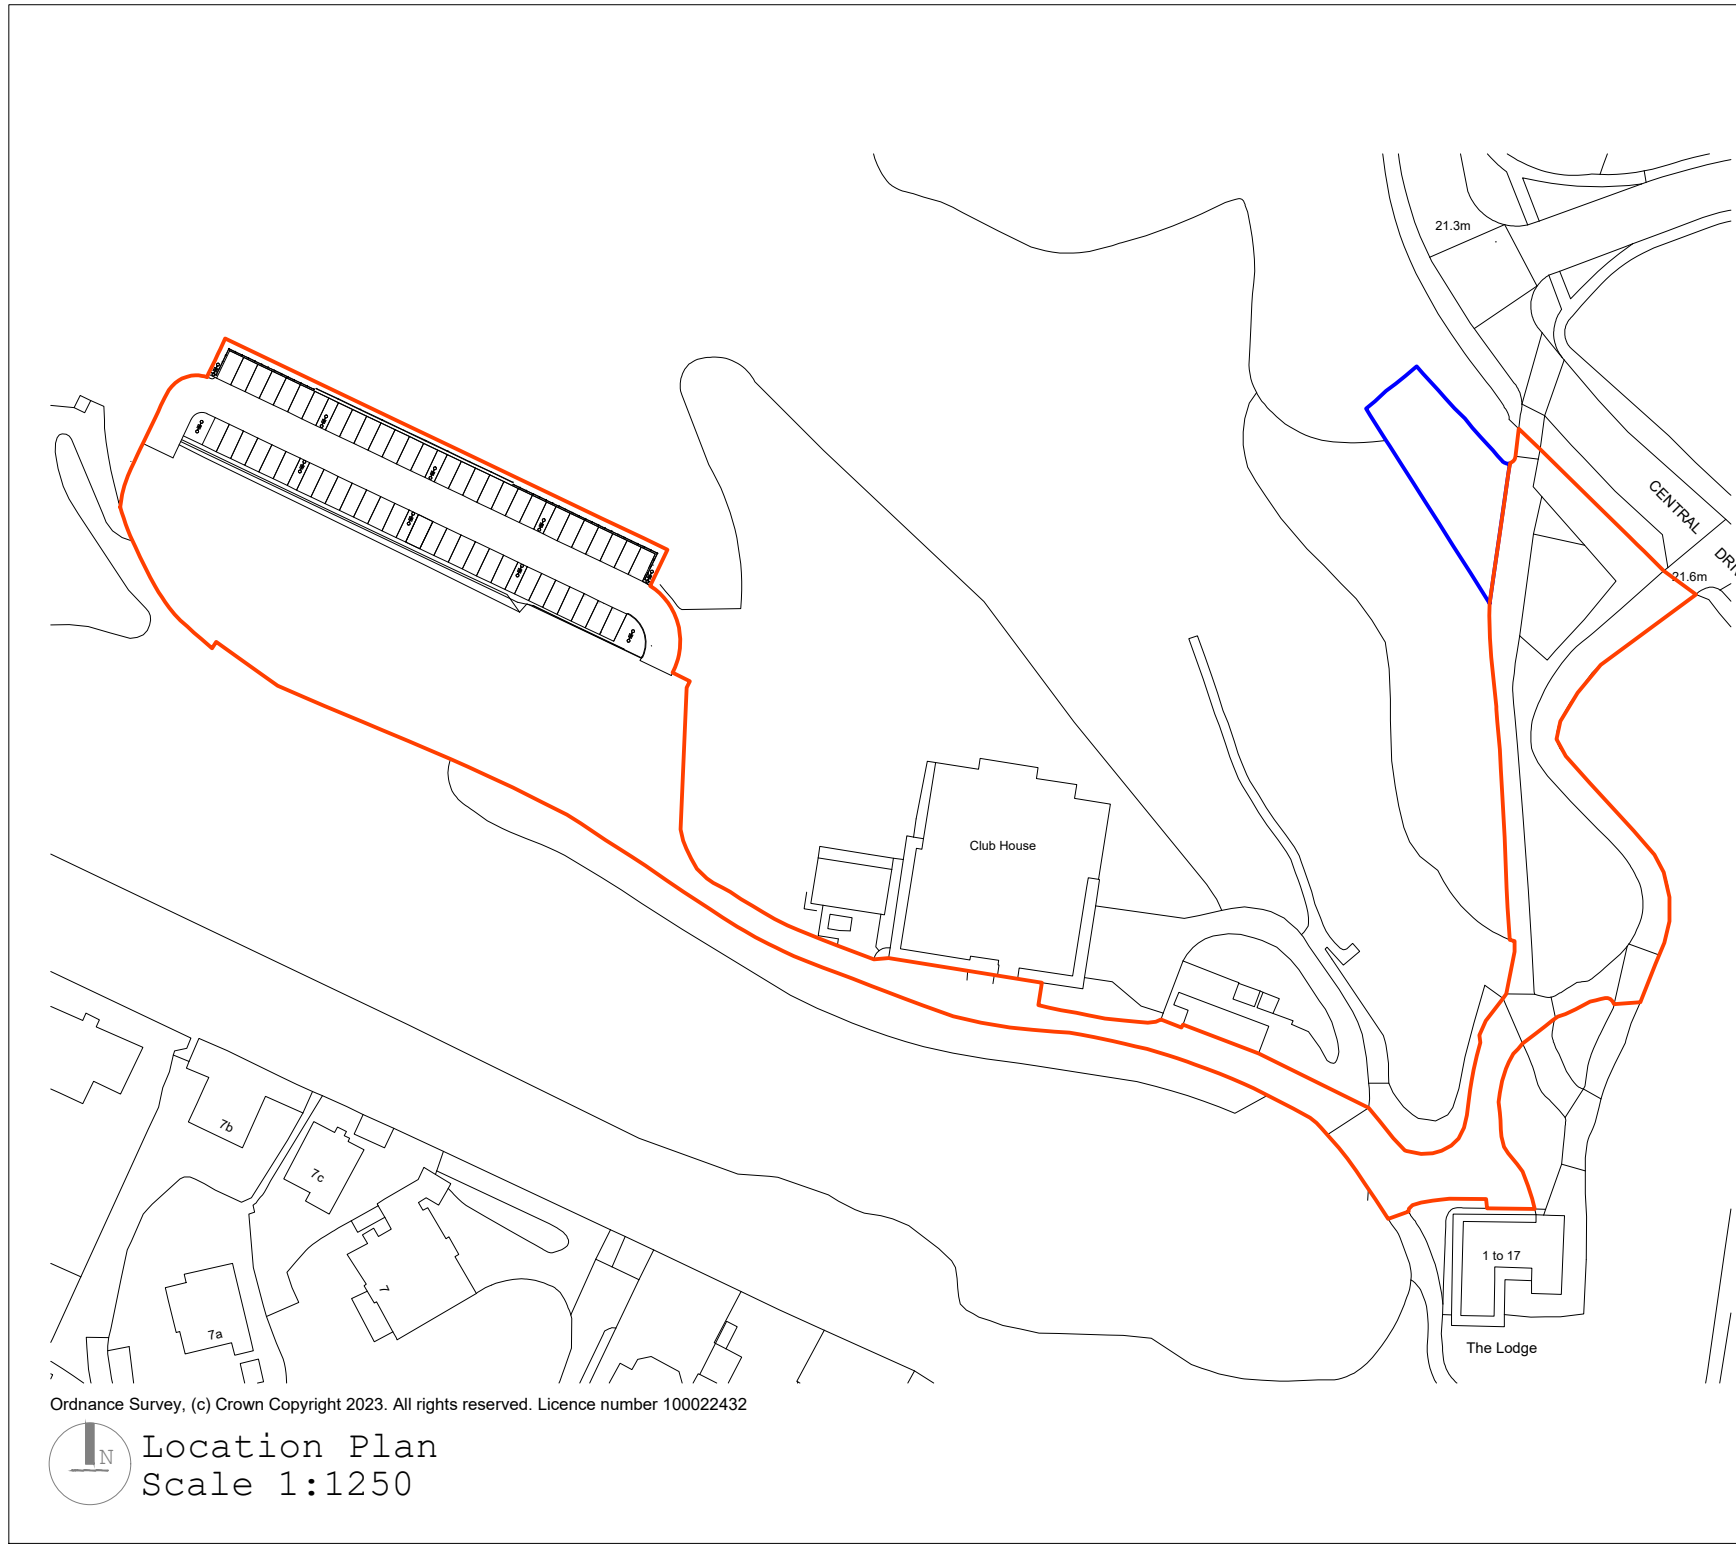 21.3m
CENTRAL
21.6m
Club House
7b
7c
7
7a
1 to 17
The Lodge
Ordnance Survey, (c) Crown Copyright 2023. All rights reserved. Licence number 100022432
N
Location Plan
Scale 1:1250